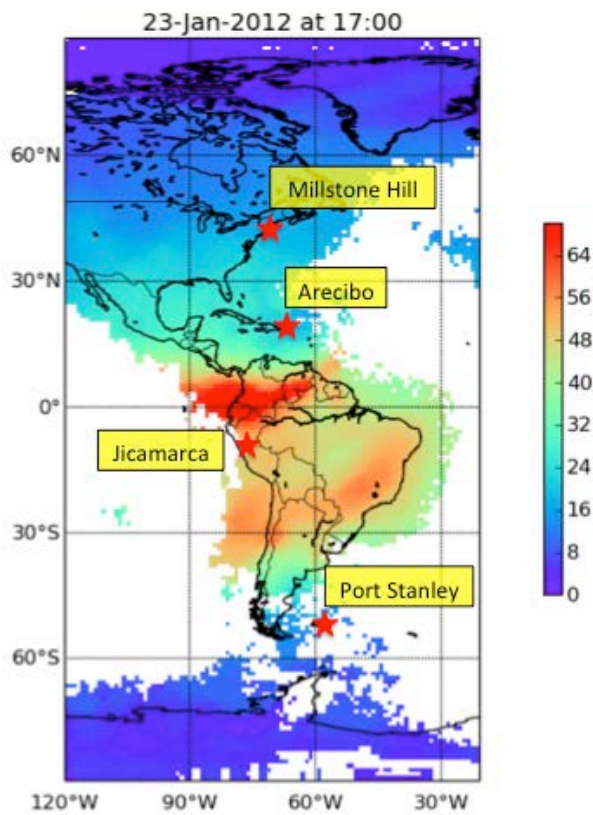 23-Jan-2012 at 17:00
60°N
Millstone Hill
30°N
Arecibo
0°
Jicamarca
30°S
Port Stanley
60°S
120°W 90°W 60°W 30°W
64
56
48
40
32
24
16
8
0